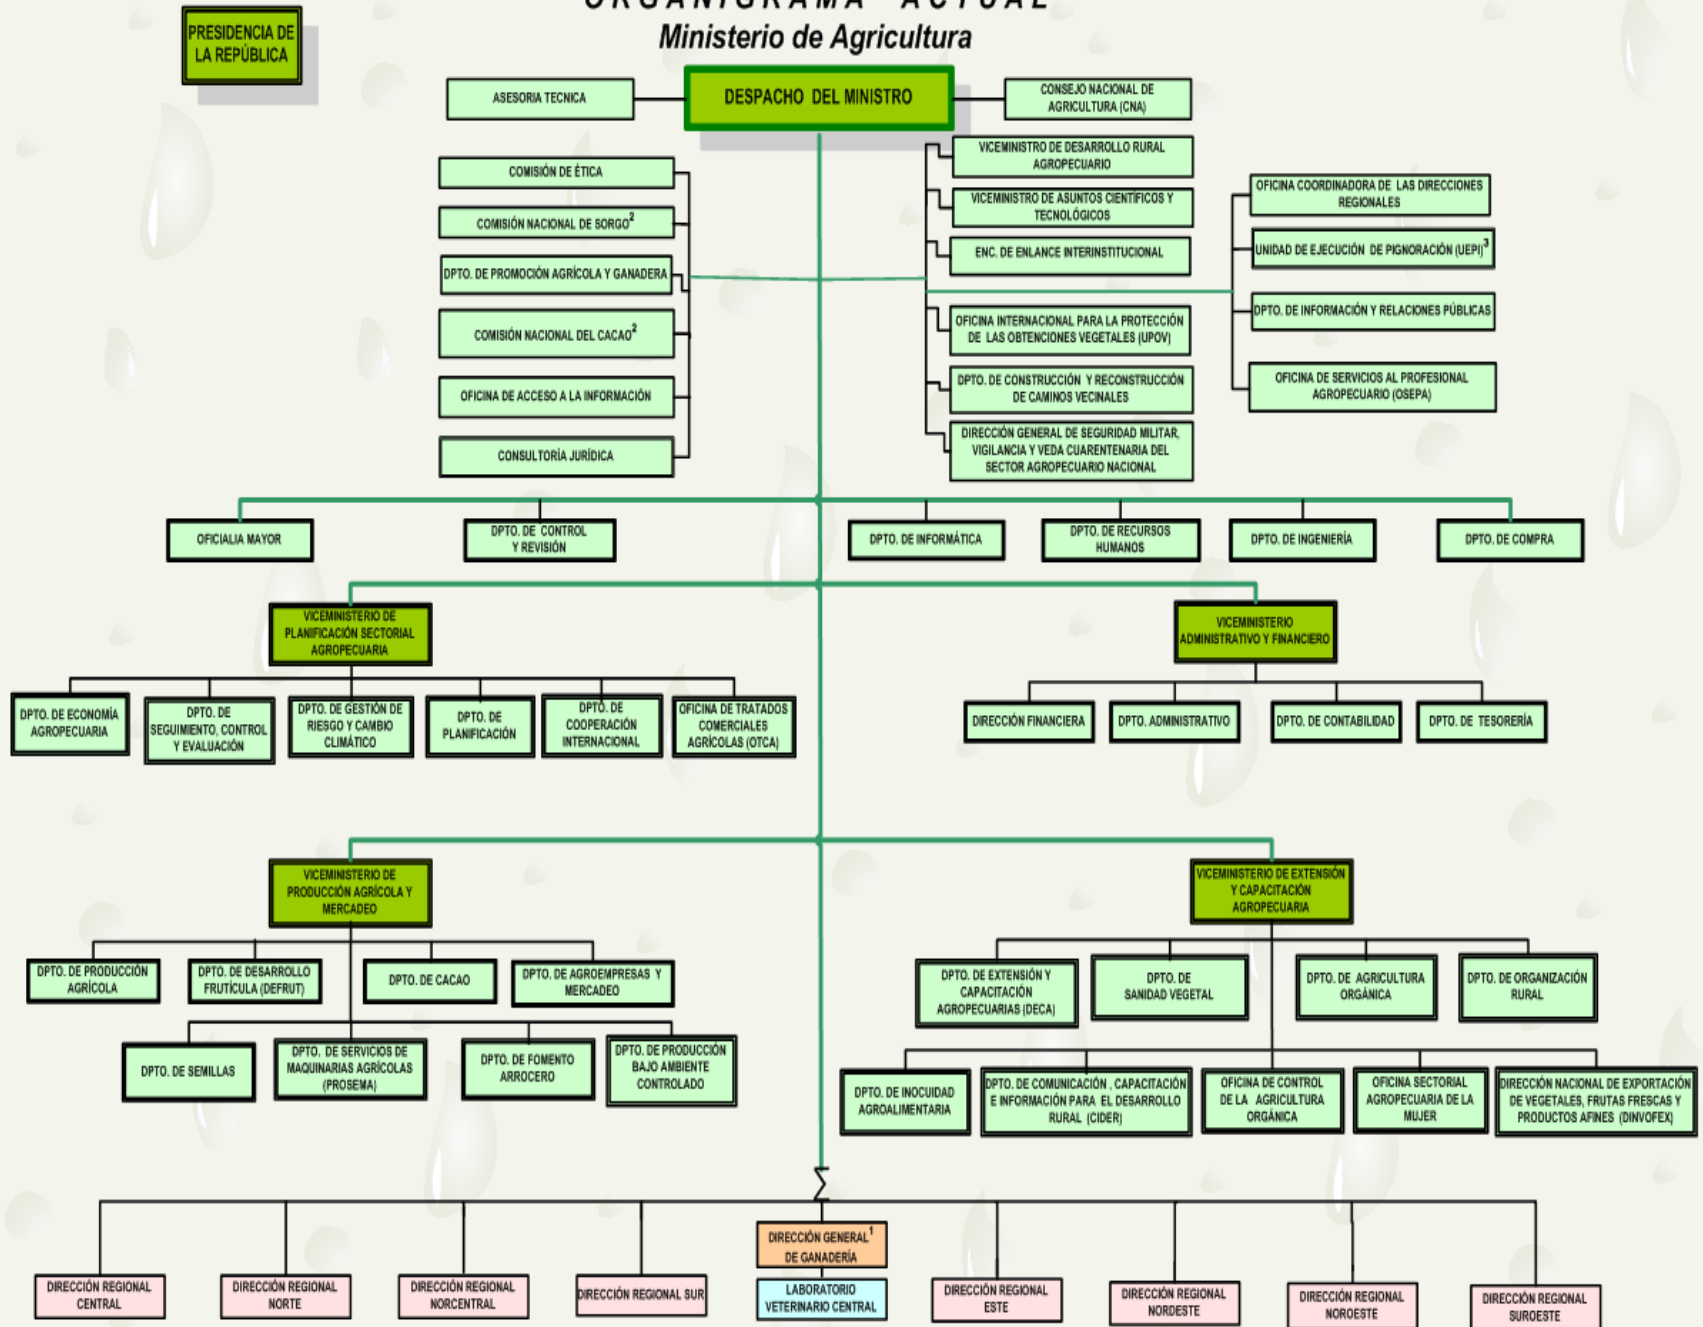 ORGANIGRAMA ACTUAL
Ministerio de Agricultura
PRESIDENCIA DE
LA REPÚBLICA
ASESORIA TECNICA
DESPACHO DEL MINISTRO
CONSEJO NACIONAL DE
AGRICULTURA (CNA)
COMISIÓN DE ÉTICA
COMISIÓN NACIONAL DE SORGO2
DPTO. DE PROMOCIÓN AGRÍCOLA Y GANADERA
COMISIÓN NACIONAL DEL CACAO2
OFICINA DE ACCESO A LA INFORMACIÓN
CONSULTORÍA JURÍDICA
VICEMINISTRO DE DESARROLLO RURAL
AGROPECUARIO
VICEMINISTRO DE ASUNTOS CIENTÍFICOS Y
TECNOLÓGICOS
ENC. DE ENLANCE INTERINSTITUCIONAL
OFICINA INTERNACIONAL PARA LA PROTECCIÓN
DE LAS OBTENCIONES VEGETALES (UPOV)
DPTO. DE CONSTRUCCIÓN Y RECONSTRUCCIÓN
DE CAMINOS VECINALES
DIRECCIÓN GENERAL DE SEGURIDAD MILITAR,
VIGILANCIA Y VEDA CUARENTENARIA DEL
SECTOR AGROPECUARIO NACIONAL
OFICINA COORDINADORA DE LAS DIRECCIONES
REGIONALES
UNIDAD DE EJECUCIÓN DE PIGNORACIÓN (UEPI)3
DPTO. DE INFORMACIÓN Y RELACIONES PÚBLICAS
OFICINA DE SERVICIOS AL PROFESIONAL
AGROPECUARIO (OSEPA)
OFICIALIA MAYOR
DPTO. DE CONTROL
Y REVISIÓN
DPTO. DE INFORMÁTICA
DPTO. DE RECURSOS
HUMANOS
DPTO. DE INGENIERÍA
DPTO. DE COMPRA
VICEMINISTERIO DE
PLANIFICACIÓN SECTORIAL
AGROPECUARIA
VICEMINISTERIO
ADMINISTRATIVO Y FINANCIERO
DPTO. DE ECONOMÍA
AGROPECUARIA
DPTO. DE
SEGUIMIENTO, CONTROL
Y EVALUACIÓN
DPTO. DE GESTIÓN DE
RIESGO Y CAMBIO
CLIMÁTICO
DPTO. DE
PLANIFICACIÓN
DPTO. DE
COOPERACIÓN
INTERNACIONAL
OFICINA DE TRATADOS
COMERCIALES
AGRÍCOLAS (OTCA)
DIRECCIÓN FINANCIERA
DPTO. ADMINISTRATIVO
DPTO. DE CONTABILIDAD
DPTO. DE TESORERÍA
VICEMINISTERIO DE
PRODUCCIÓN AGRÍCOLA Y
MERCADEO
VICEMINISTERIO DE EXTENSIÓN
Y CAPACITACIÓN
AGROPECUARIA
DPTO. DE PRODUCCIÓN
AGRÍCOLA
DPTO. DE DESARROLLO
FRUTÍCULA (DEFRUT)
DPTO. DE CACAO
DPTO. DE AGROEMPRESAS Y
MERCADEO
DPTO. DE SEMILLAS
DPTO. DE SERVICIOS DE
MAQUINARIAS AGRÍCOLAS
(PROSEMA)
DPTO. DE FOMENTO
ARROCERO
DPTO. DE PRODUCCIÓN
BAJO AMBIENTE
CONTROLADO
DPTO. DE EXTENSIÓN Y
CAPACITACIÓN
AGROPECUARIAS (DECA)
DPTO. DE
SANIDAD VEGETAL
DPTO. DE AGRICULTURA
ORGÁNICA
DPTO. DE ORGANIZACIÓN
RURAL
DPTO. DE INOCUIDAD
AGROALIMENTARIA
DPTO. DE COMUNICACIÓN , CAPACITACIÓN
E INFORMACIÓN PARA EL DESARROLLO
RURAL (CIDER)
OFICINA DE CONTROL
DE LA AGRICULTURA
ORGÁNICA
OFICINA SECTORIAL
AGROPECUARIA DE LA
MUJER
DIRECCIÓN NACIONAL DE EXPORTACIÓN
DE VEGETALES, FRUTAS FRESCAS Y
PRODUCTOS AFINES (DINVOFEX)
DIRECCIÓN REGIONAL
CENTRAL
DIRECCIÓN REGIONAL
NORTE
DIRECCIÓN REGIONAL
NORCENTRAL
DIRECCIÓN REGIONAL SUR
DIRECCIÓN GENERAL1
DE GANADERÍA
LABORATORIO
VETERINARIO CENTRAL
DIRECCIÓN REGIONAL
ESTE
DIRECCIÓN REGIONAL
NORDESTE
DIRECCIÓN REGIONAL
NOROESTE
DIRECCIÓN REGIONAL
SUROESTE